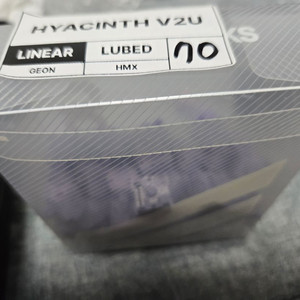 HYACINTH V2U
LINEAR LUBED 70
GEON HMX